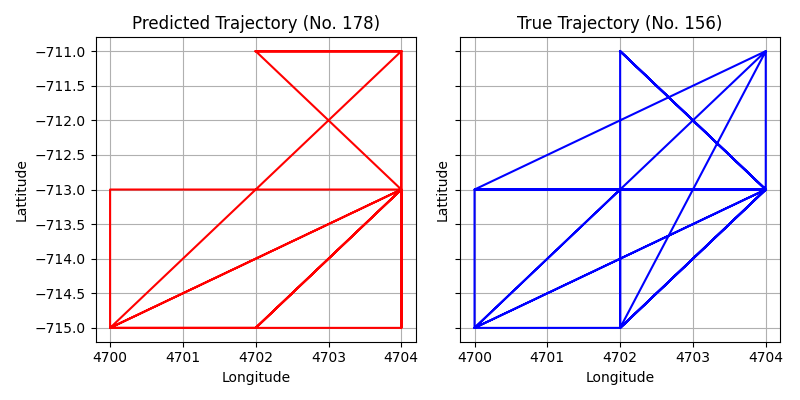 Predicted Trajectory (No. 178)
True Trajectory (No. 156)
Lattitude
−711.0
−711.5
−712.0
−712.5
−713.0
−713.5
−714.0
−714.5
−715.0
4700 4701 4702 4703 4704
Longitude
Lattitude
4700 4701 4702 4703 4704
Longitude